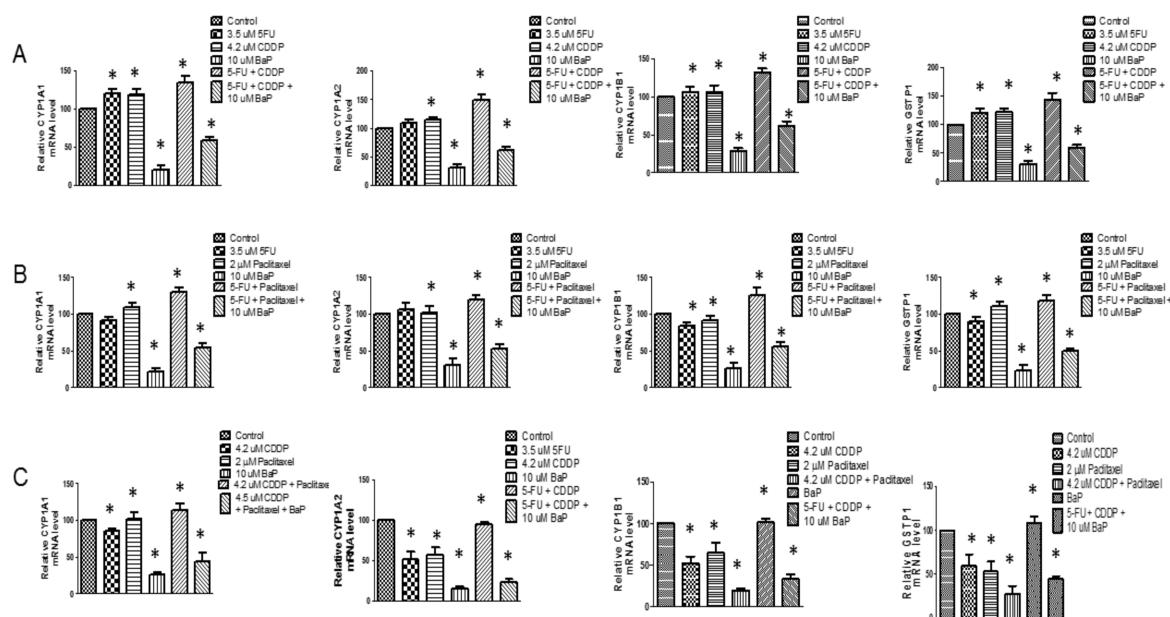 A
Relative CYP1A1
mRNA level
150
100
50
0
Control
3.5 uM 5FU
4.2 uM CDDP
10 uM BaP
5-FU + CDDP
5-FU + CDDP +
10 uM BaP
Relative CYP1A2
mRNA level
200
150
100
50
0
Control
3.5 uM 5FU
4.2 uM CDDP
10 uM BaP
5-FU + CDDP
5-FU + CDDP +
10 uM BaP
Relative CYP1B1
mRNA level
150
100
50
0
Control
3.5 uM 5FU
4.2 uM CDDP
10 uM BaP
5-FU + CDDP
5-FU + CDDP +
10 uM BaP
Relative GSTP1
mRNA level
200
150
100
50
0
Control
3.5 uM 5FU
4.2 uM CDDP
10 uM BaP
5-FU + CDDP
5-FU + CDDP +
10 uM BaP
B
Relative CYP1A1
mRNA level
150
100
50
0
Control
3.5 uM 5FU
2 µM Paclitaxel
10 uM BaP
5-FU + Paclitaxel
5-FU + Paclitaxel +
10 uM BaP
Relative CYP1A2
mRNA level
150
100
50
0
Control
3.5 uM 5FU
2 µM Paclitaxel
10 uM BaP
5-FU + Paclitaxel
5-FU + Paclitaxel +
10 uM BaP
Relative CYP1B1
mRNA level
150
100
50
0
Control
3.5 uM 5FU
2 µM Paclitaxel
10 uM BaP
5-FU + Paclitaxel
5-FU + Paclitaxel +
10 uM BaP
Relative GSTP1
mRNA level
150
100
50
0
Control
3.5 uM 5FU
2 µM Paclitaxel
10 uM BaP
5-FU + Paclitaxel
5-FU + Paclitaxel +
10 uM BaP
C
Relative CYP1A1
mRNA level
150
100
50
0
Control
4.2 uM CDDP
2 µM Paclitaxel
10 uM BaP
4.2 uM CDDP + Paclitaxe
4.5 uM CDDP
+ Paclitaxel + BaP
Relative CYP1A2
mRNA level
150
100
50
0
Control
3.5 uM 5FU
4.2 uM CDDP
10 uM BaP
5-FU + CDDP
5-FU + CDDP +
10 uM BaP
Relative CYP1B1
mRNA level
150
100
50
0
Control
4.2 uM CDDP
2 µM Paclitaxel
4.2 uM CDDP + Paclitaxel
BaP
5-FU + CDDP +
10 uM BaP
Relative GSTP1
mRNA level
150
100
50
0
Control
4.2 uM CDDP
2 µM Paclitaxel
4.2 uM CDDP + Paclitaxel
BaP
5-FU + CDDP +
10 uM BaP